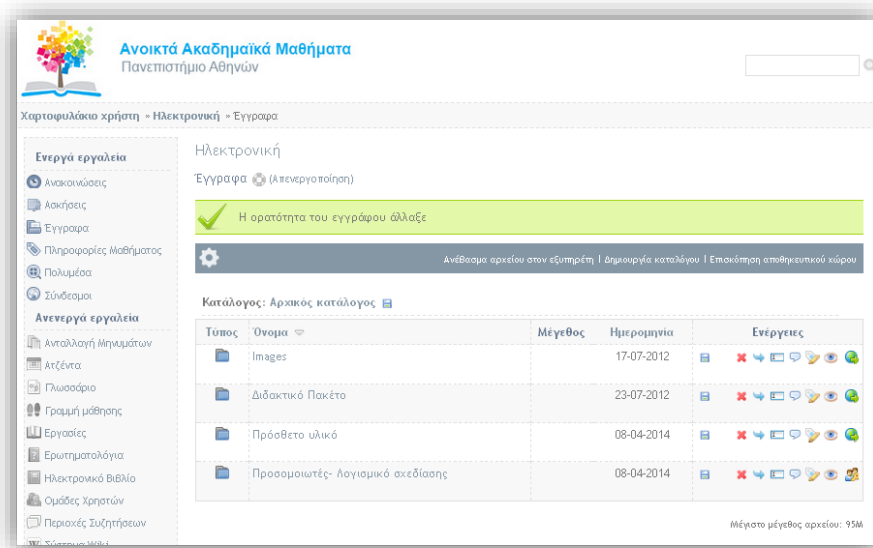 Ανοικτά Ακαδημαϊκά Μαθήματα
Πανεπιστήμιο Αθηνών
Χαρτοφυλάκιο χρήστη » Ηλεκτρονική » Έγγραφα
Ενεργά εργαλεία
Ανακοινώσεις
Ασκήσεις
Έγγραφα
Πληροφορίες Μαθήματος
Πολυμέσα
Σύνδεσμοι
Ανενεργά εργαλεία
Ανταλλαγή Μηνυμάτων
Ατζέντα
Γλωσσάριο
Γραμμή μάθησης
Εργασίες
Ερωτηματολόγια
Ηλεκτρονικό Βιβλίο
Ομάδες Χρηστών
Περιοχές Συζητήσεων
Σύστημα Wiki
Ηλεκτρονική
Έγγραφα (Απενεργοποίηση)
Η ορατότητα του εγγράφου άλλαξε
Ανέβασμα αρχείου στον εξυπηρέτη | Δημιουργία καταλόγου | Επισκόπηση αποθηκευτικού χώρου
Κατάλογος: Αρχικός κατάλογος
Τύπος Όνομα Μέγεθος Ημερομηνία Ενέργειες
Images 17-07-2012
Διδακτικό Πακέτο 23-07-2012
Πρόσθετο υλικό 08-04-2014
Προσομοιωτές- Λογισμικό σχεδίασης 08-04-2014
Μέγιστο μέγεθος αρχείου: 95M